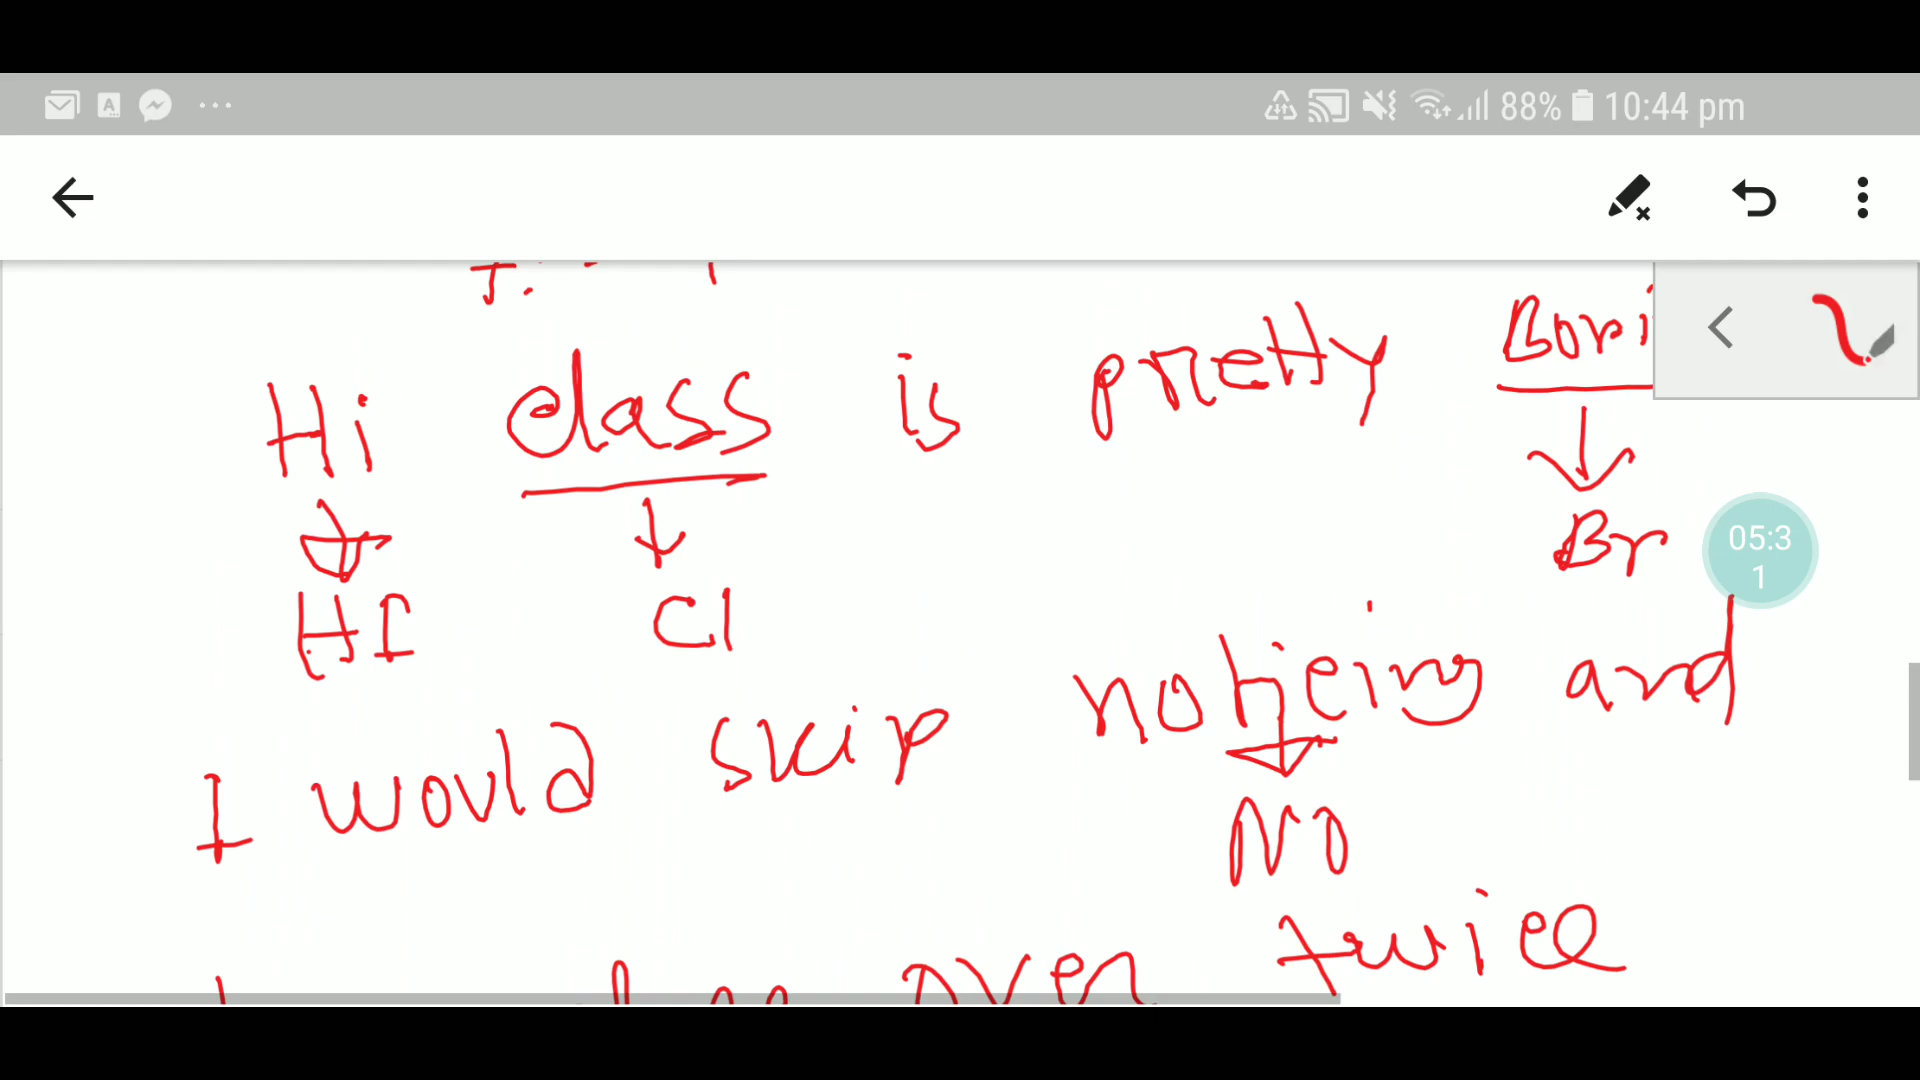 88% 10:44 pm
Hi class is pretty Bori
HI Cl Br
05:3
1
I would skip noticing and
NO
over twice